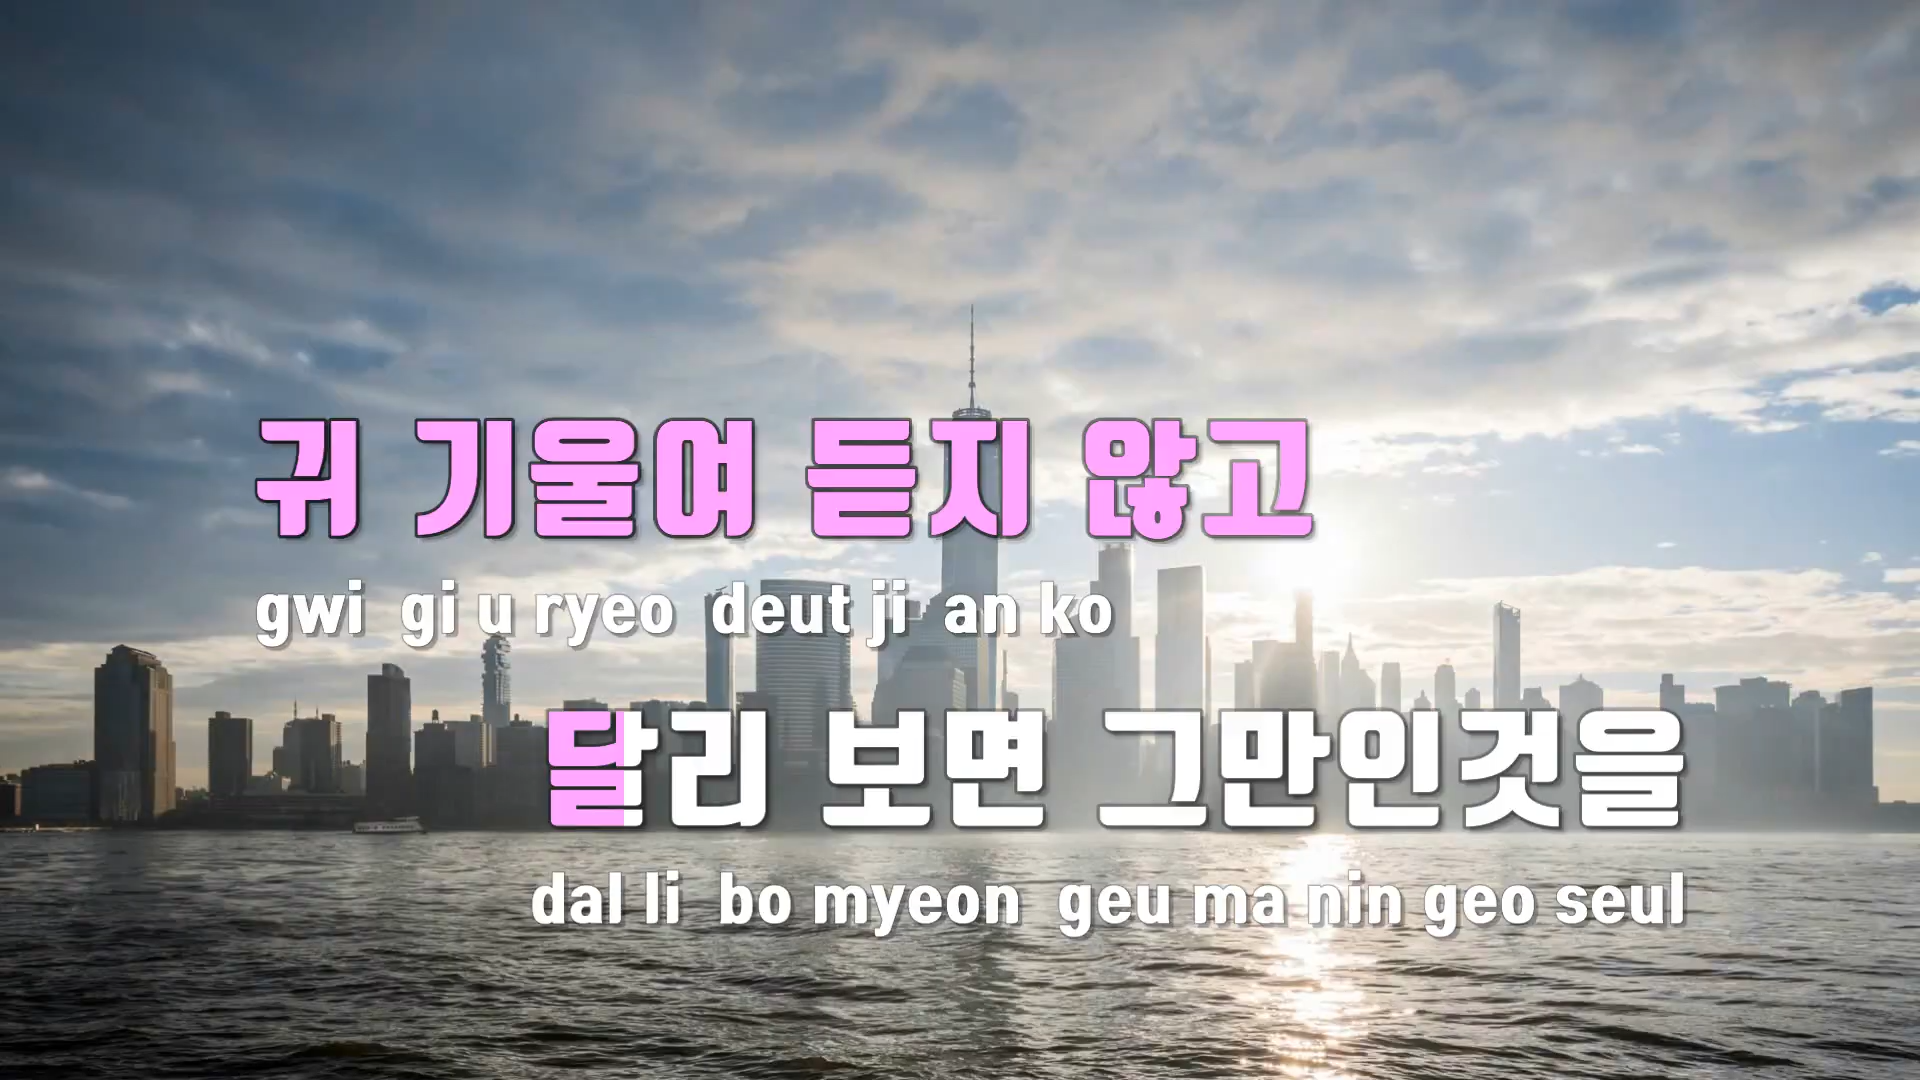 귀 기울여 듣지 않고
gwi gi u ryeo deut ji an ko
달리 보면 그만인것을
dal li bo myeon geu ma nin geo seul